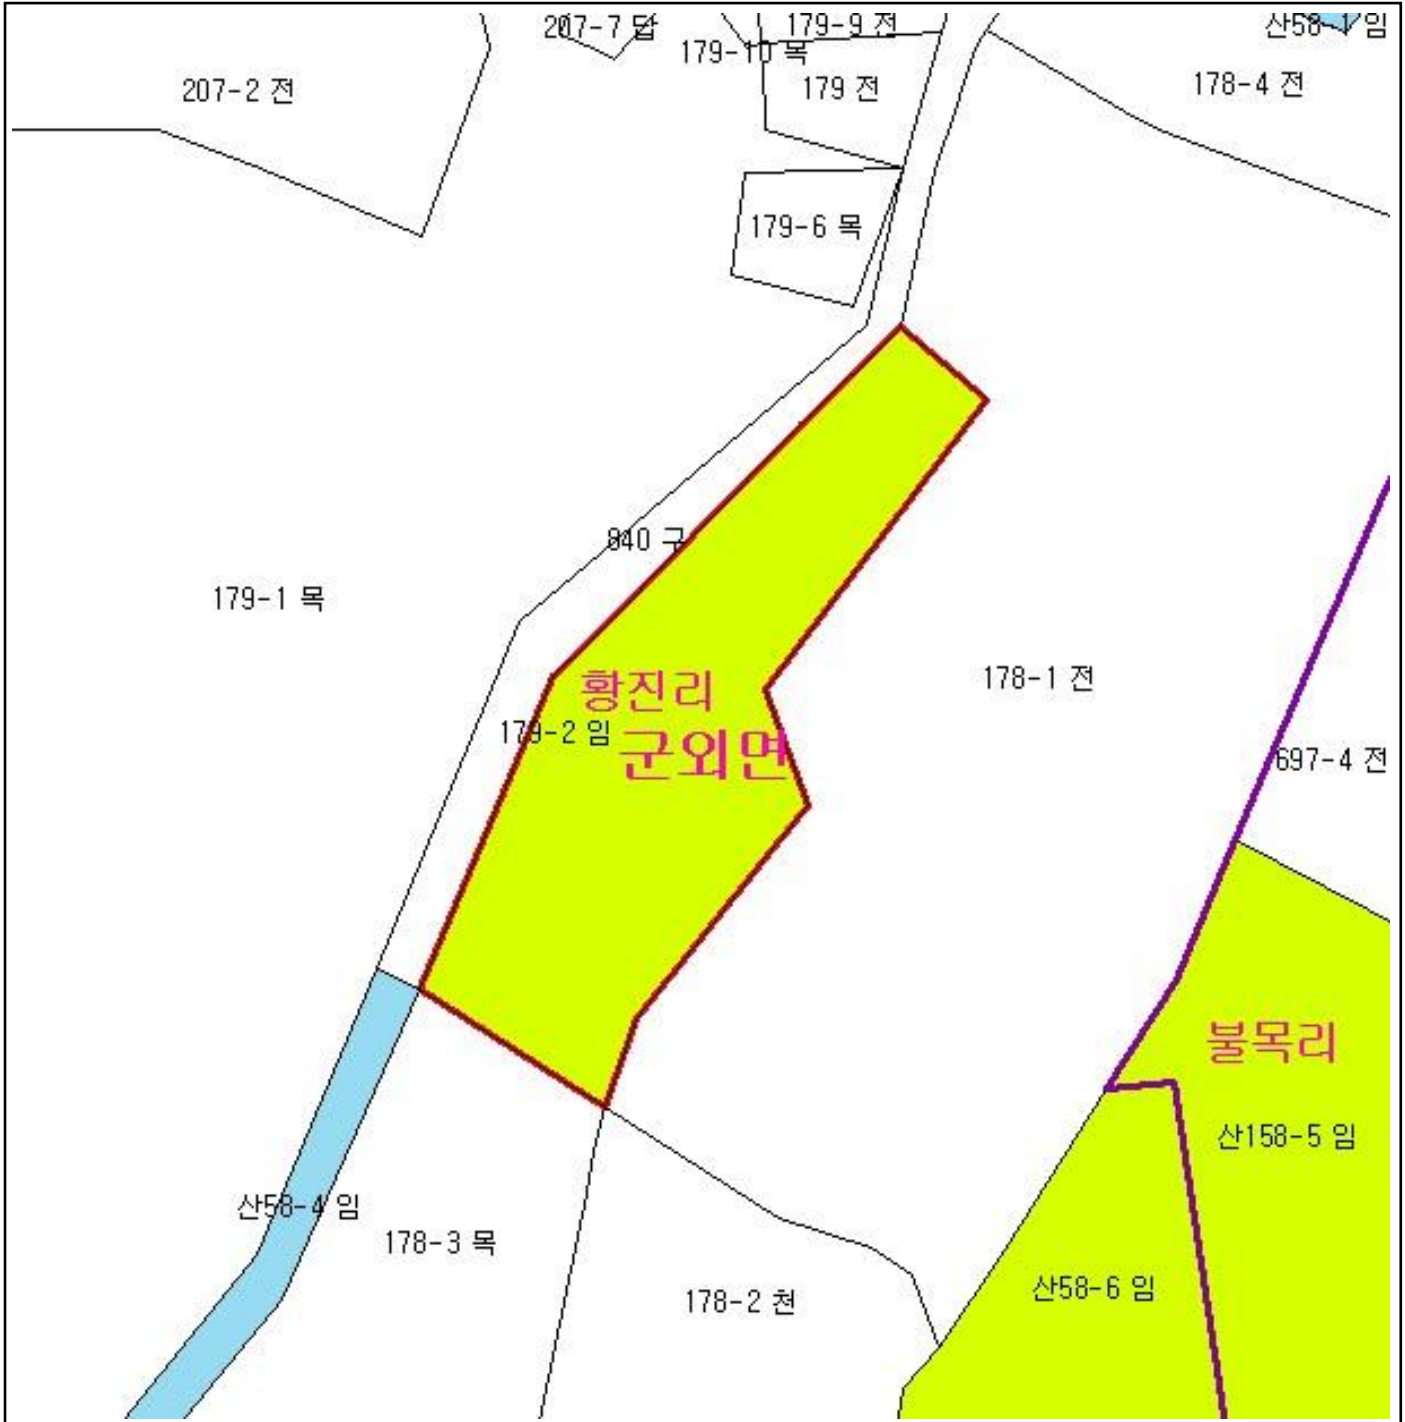 207-7 답
179-9 전
산58-1 임
179-10 목
207-2 전
179 전
178-4 전
179-6 목
840 구
179-1 목
178-1 전
황진리
179-2 임
군외면
697-4 전
불목리
산158-5 임
산58-4 임
178-3 목
산58-6 임
178-2 천